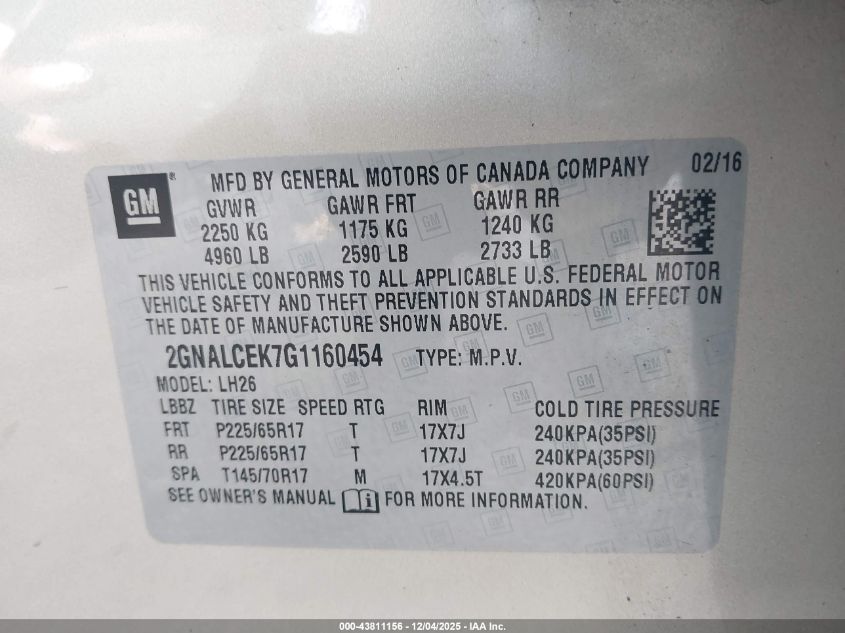 GM ® MFD BY GENERAL MOTORS OF CANADA COMPANY 02/16
GVWR GAWR FRT GAWR RR
2250 KG 1175 KG 1240 KG
4960 LB 2590 LB 2733 LB
THIS VEHICLE CONFORMS TO ALL APPLICABLE U.S. FEDERAL MOTOR
VEHICLE SAFETY AND THEFT PREVENTION STANDARDS IN EFFECT ON
THE DATE OF MANUFACTURE SHOWN ABOVE.
2GNALCEK7G1160454 TYPE: M.P.V.
MODEL: LH26
LBBZ TIRE SIZE SPEED RTG RIM COLD TIRE PRESSURE
FRT P225/65R17 T 17X7J 240KPA(35PSI)
RR P225/65R17 T 17X7J 240KPA(35PSI)
SPA T145/70R17 M 17X4.5T 420KPA(60PSI)
SEE OWNER'S MANUAL i FOR MORE INFORMATION.
000-43811156 - 12/04/2025 - IAA Inc.